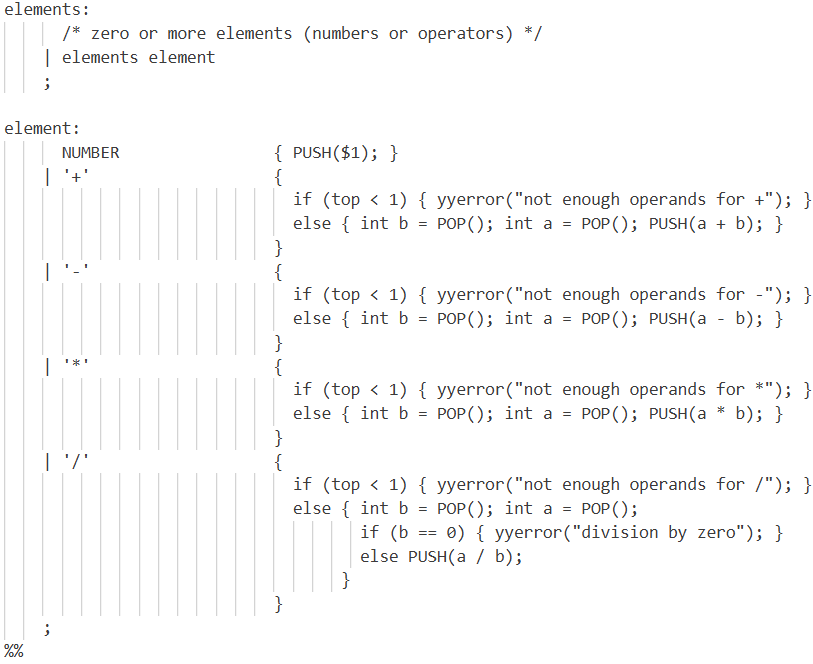 elements:
      /* zero or more elements (numbers or operators) */
    | elements element
    ;

element:
      NUMBER                { PUSH($1); }
    | '+'                   {
                              if (top < 1) { yyerror("not enough operands for +"); }
                              else { int b = POP(); int a = POP(); PUSH(a + b); }
                            }
    | '-'                   {
                              if (top < 1) { yyerror("not enough operands for -"); }
                              else { int b = POP(); int a = POP(); PUSH(a - b); }
                            }
    | '*'                   {
                              if (top < 1) { yyerror("not enough operands for *"); }
                              else { int b = POP(); int a = POP(); PUSH(a * b); }
                            }
    | '/'                   {
                              if (top < 1) { yyerror("not enough operands for /"); }
                              else { int b = POP(); int a = POP();
                                     if (b == 0) { yyerror("division by zero"); }
                                     else PUSH(a / b);
                                   }
                            }
    ;
%%